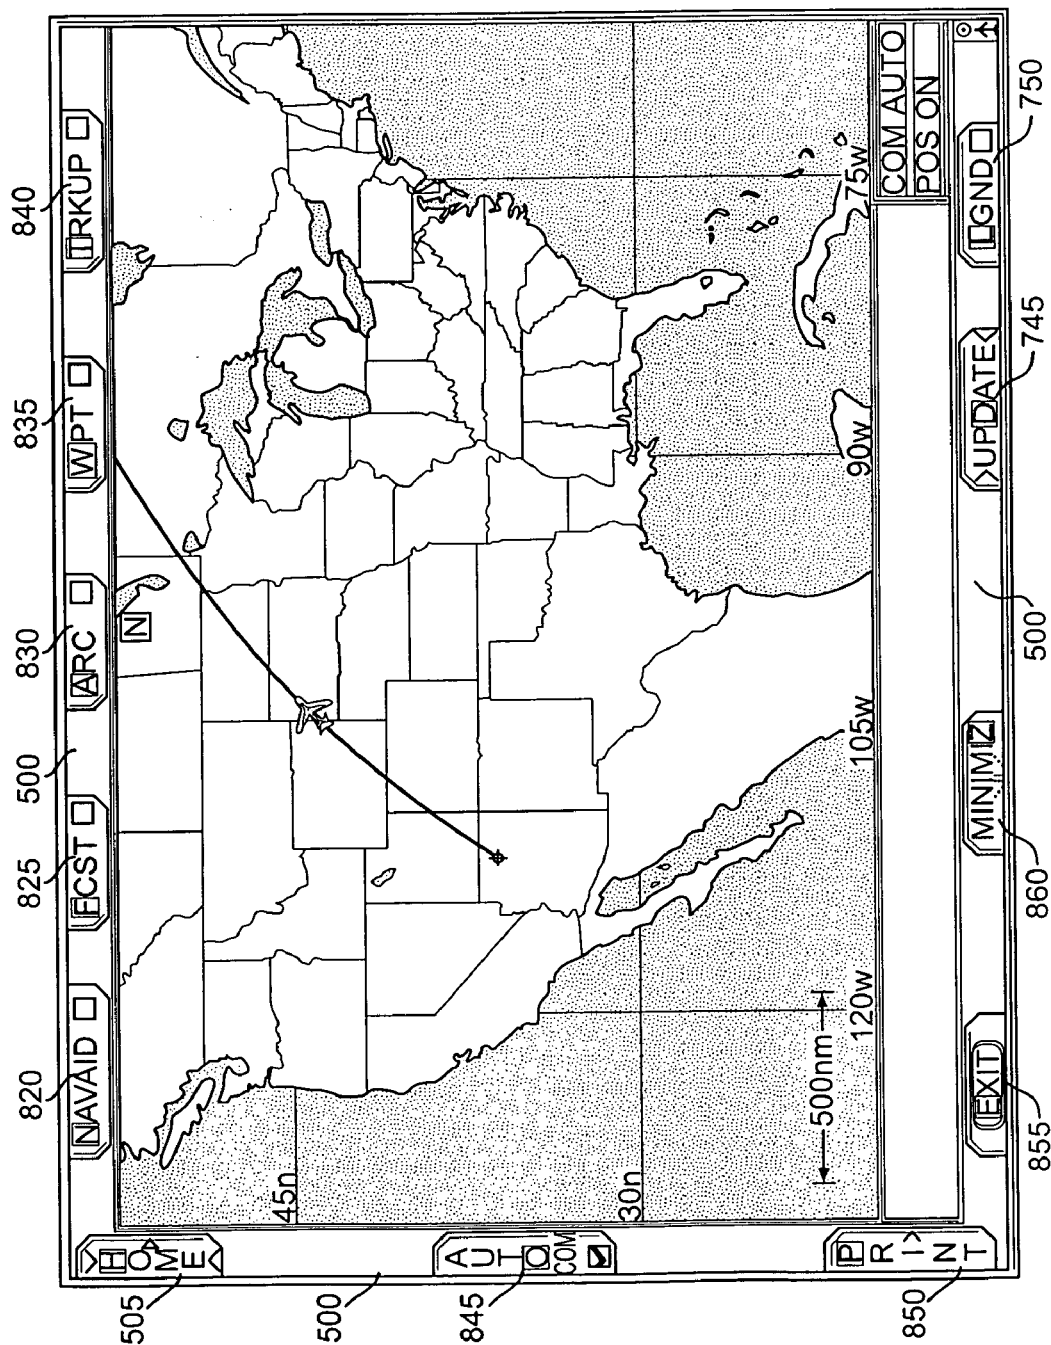 820
825
500
830
835
840
NAVAID
FCST
ARC
WPT
TRKUP
505
HOME
N
45n
500
AUTO
COM
845
30n
500nm
120w
105w
90w
75w
COM AUTO
POS ON
PRINT
850
EXIT
MINIMIZ
UPDATE
LGND
855
860
500
745
750